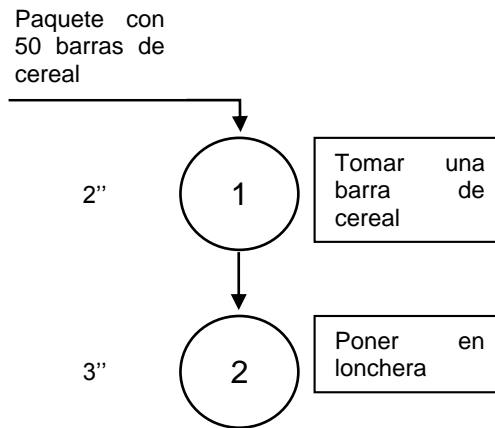 Paquete con
50 barras de
cereal
2’’
1
Tomar una
barra de
cereal
3’’
2
Poner en
lonchera